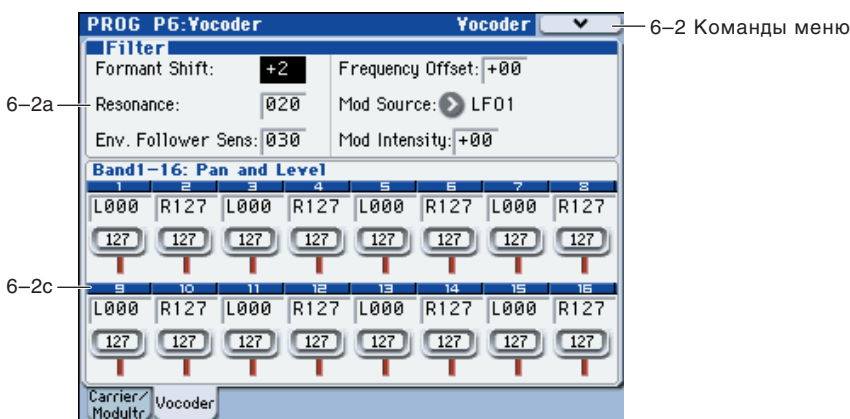 PROG P6:Vocoder Vocoder
6–2 Команды меню
Filter
Formant Shift: +2 Frequency Offset: +00
6–2a
Resonance: 020 Mod Source: LFO1
Env. Follower Sens: 030 Mod Intensity: +00
Band1-16: Pan and Level
1 2 3 4 5 6 7 8
L000 R127 L000 R127 L000 R127 L000 R127
127 127 127 127 127 127 127 127
6–2c
9 10 11 12 13 14 15 16
L000 R127 L000 R127 L000 R127 L000 R127
127 127 127 127 127 127 127 127
Carrier/
Modultr
Vocoder